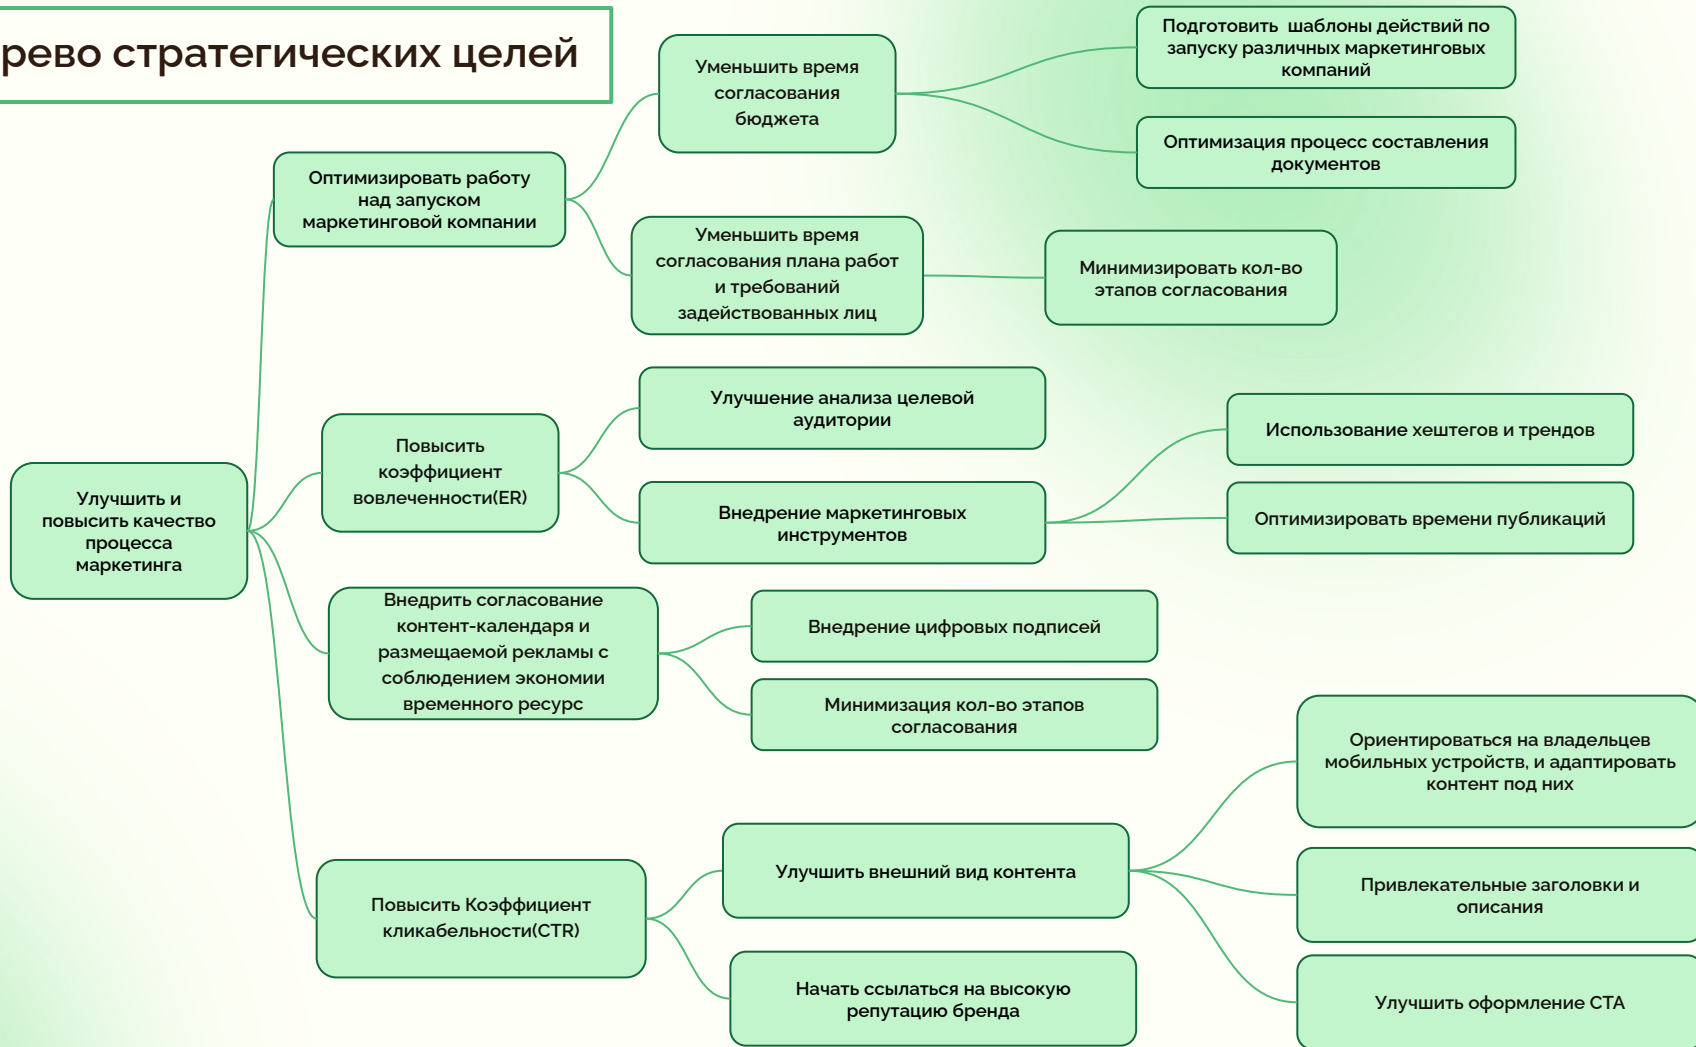 рево стратегических целей
Уменьшить время
согласования
бюджета
Подготовить  шаблоны действий по
запуску различных маркетинговых
компаний
Оптимизация процесс составления
документов
Оптимизировать работу
над запуском
маркетинговой компании
Уменьшить время
согласования плана работ
и требований
задействованных лиц
Минимизировать кол-во
этапов согласования
Улучшить и
повысить качество
процесса
маркетинга
Повысить
коэффициент
вовлеченности(ER)
Улучшение анализа целевой
аудитории
Внедрение маркетинговых
инструментов
Использование хештегов и трендов
Оптимизировать времени публикаций
Внедрить согласование
контент-календаря и
размещаемой рекламы с
соблюдением экономии
временного ресурс
Внедрение цифровых подписей
Минимизация кол-во этапов
согласования
Повысить Коэффициент
кликабельности(CTR)
Улучшить внешний вид контента
Начать ссылаться на высокую
репутацию бренда
Ориентироваться на владельцев
мобильных устройств, и адаптировать
контент под них
Привлекательные заголовки и
описания
Улучшить оформление СТА